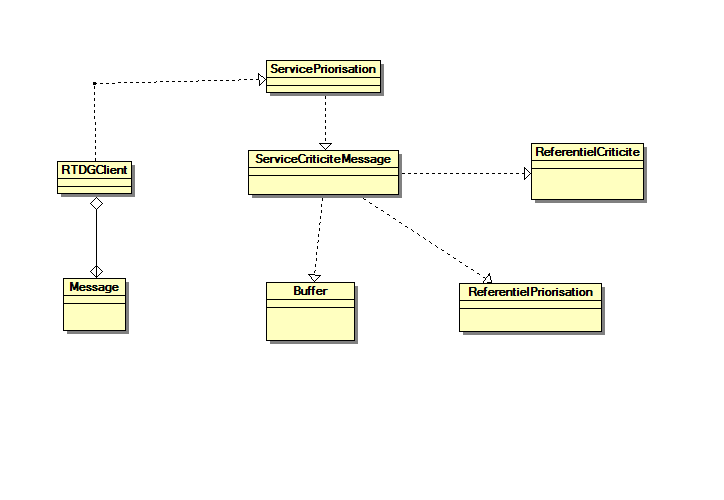 ServicePriorisation
ServiceCriticiteMessage
ReferentielCriticite
RTDGClient
Message
Buffer
ReferentielPriorisation